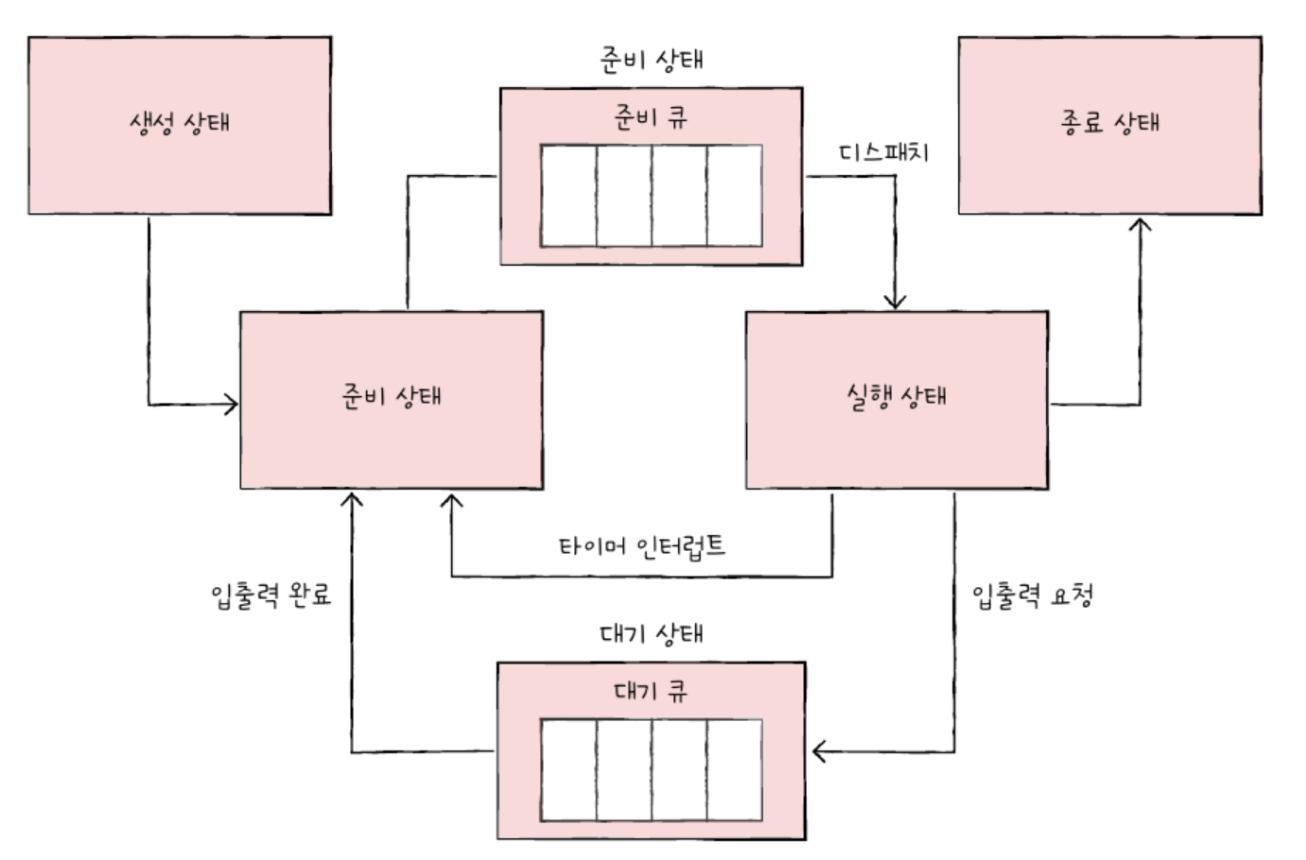 준비 상태
생성 상태
준비 큐
종료 상태
디스패치
준비 상태
실행 상태
타이머 인터럽트
입출력 완료
입출력 요청
대기 상태
대기 큐